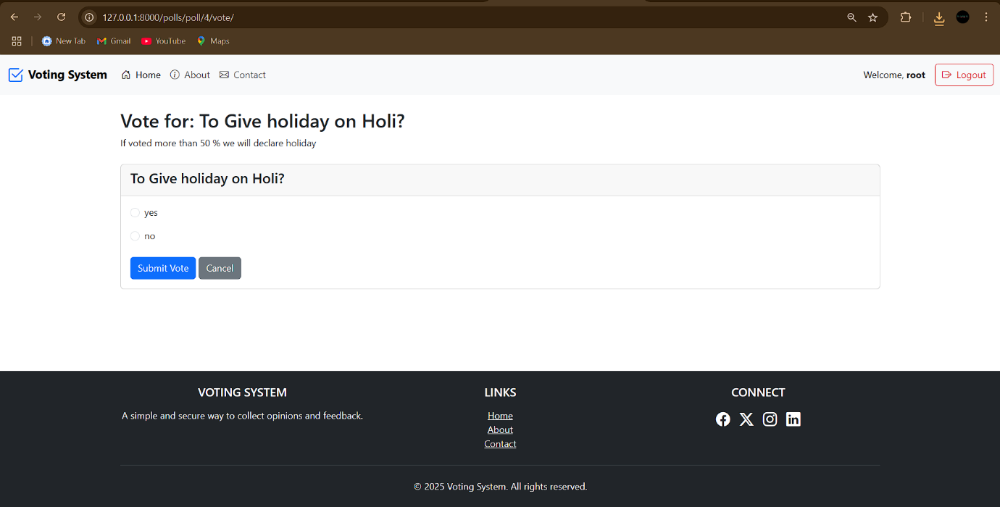 127.0.0.1:8000/polls/poll/4/vote/
New Tab Gmail YouTube Maps
Voting System Home About Contact Welcome, root Logout
Vote for: To Give holiday on Holi?
If voted more than 50 % we will declare holiday
To Give holiday on Holi?
yes
no
Submit Vote Cancel
VOTING SYSTEM LINKS CONNECT
A simple and secure way to collect opinions and feedback. Home
About
Contact
© 2025 Voting System. All rights reserved.